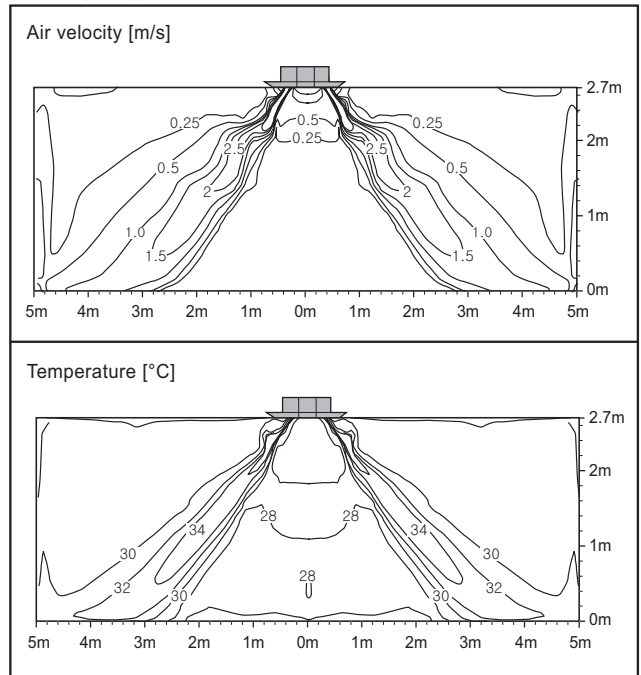 Air velocity [m/s]
2.7m
0.25 0.5 0.25
0.25
2m
2.5 2.5
0.5 0.5
2 2
1m
1.0 1.0
1.5 1.5
0m
5m 4m 3m 2m 1m 0m 1m 2m 3m 4m 5m
Temperature [°C]
2.7m
2m
28 28
34 34
30 30
1m
28
32 30 30 32
0m
5m 4m 3m 2m 1m 0m 1m 2m 3m 4m 5m